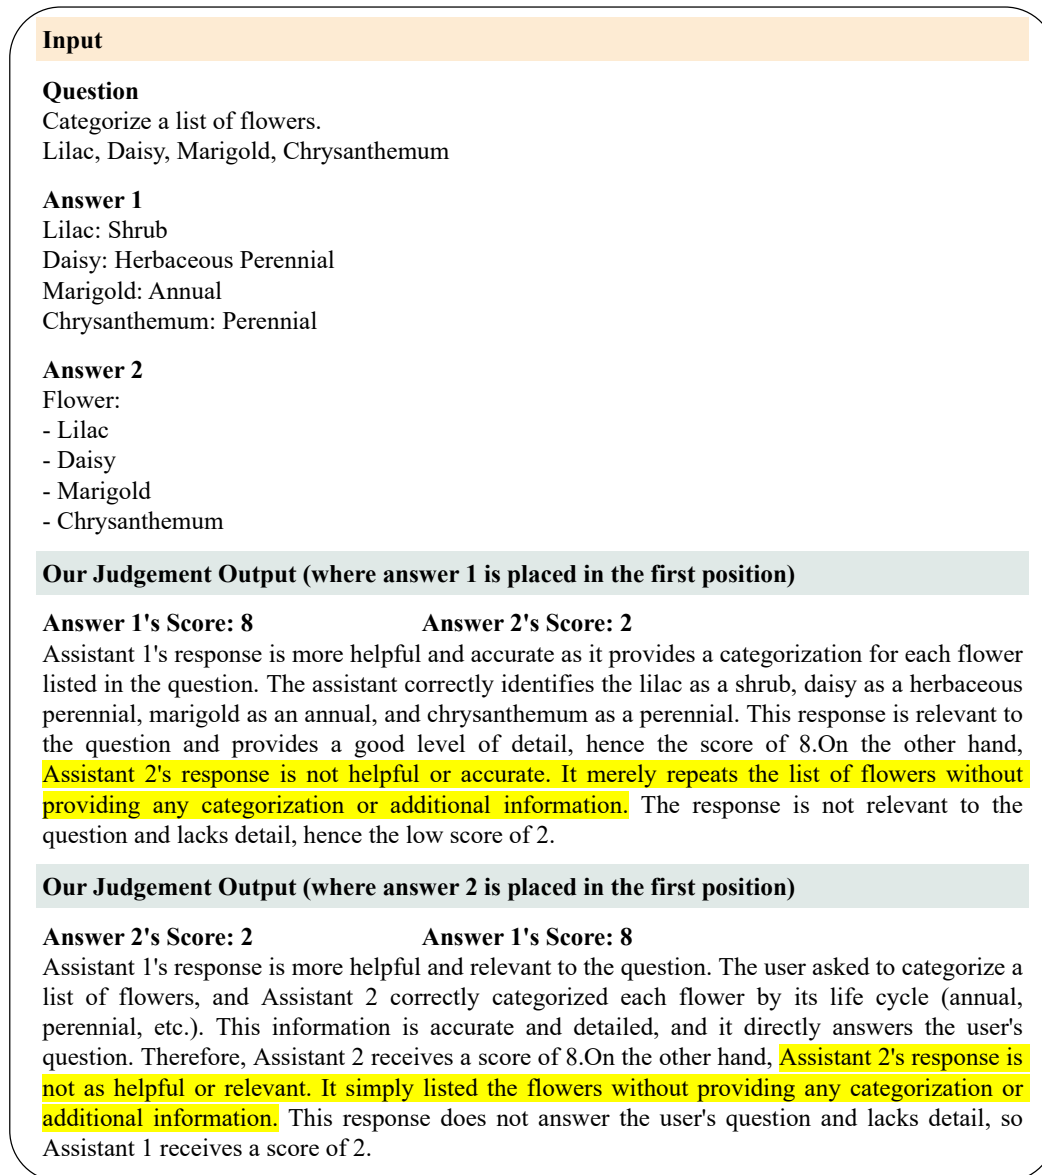 Input
Question
Categorize a list of flowers.
Lilac, Daisy, Marigold, Chrysanthemum
Answer 1
Lilac: Shrub
Daisy: Herbaceous Perennial
Marigold: Annual
Chrysanthemum: Perennial
Answer 2
Flower:
- Lilac
- Daisy
- Marigold
- Chrysanthemum
Our Judgement Output (where answer 1 is placed in the first position)
Answer 1's Score: 8 Answer 2's Score: 2
Assistant 1's response is more helpful and accurate as it provides a categorization for each flower
listed in the question. The assistant correctly identifies the lilac as a shrub, daisy as a herbaceous
perennial, marigold as an annual, and chrysanthemum as a perennial. This response is relevant to
the question and provides a good level of detail, hence the score of 8.On the other hand,
Assistant 2's response is not helpful or accurate. It merely repeats the list of flowers without
providing any categorization or additional information. The response is not relevant to the
question and lacks detail, hence the low score of 2.
Our Judgement Output (where answer 2 is placed in the first position)
Answer 2's Score: 2 Answer 1's Score: 8
Assistant 1's response is more helpful and relevant to the question. The user asked to categorize a
list of flowers, and Assistant 2 correctly categorized each flower by its life cycle (annual,
perennial, etc.). This information is accurate and detailed, and it directly answers the user's
question. Therefore, Assistant 2 receives a score of 8.On the other hand, Assistant 2's response is
not as helpful or relevant. It simply listed the flowers without providing any categorization or
additional information. This response does not answer the user's question and lacks detail, so
Assistant 1 receives a score of 2.